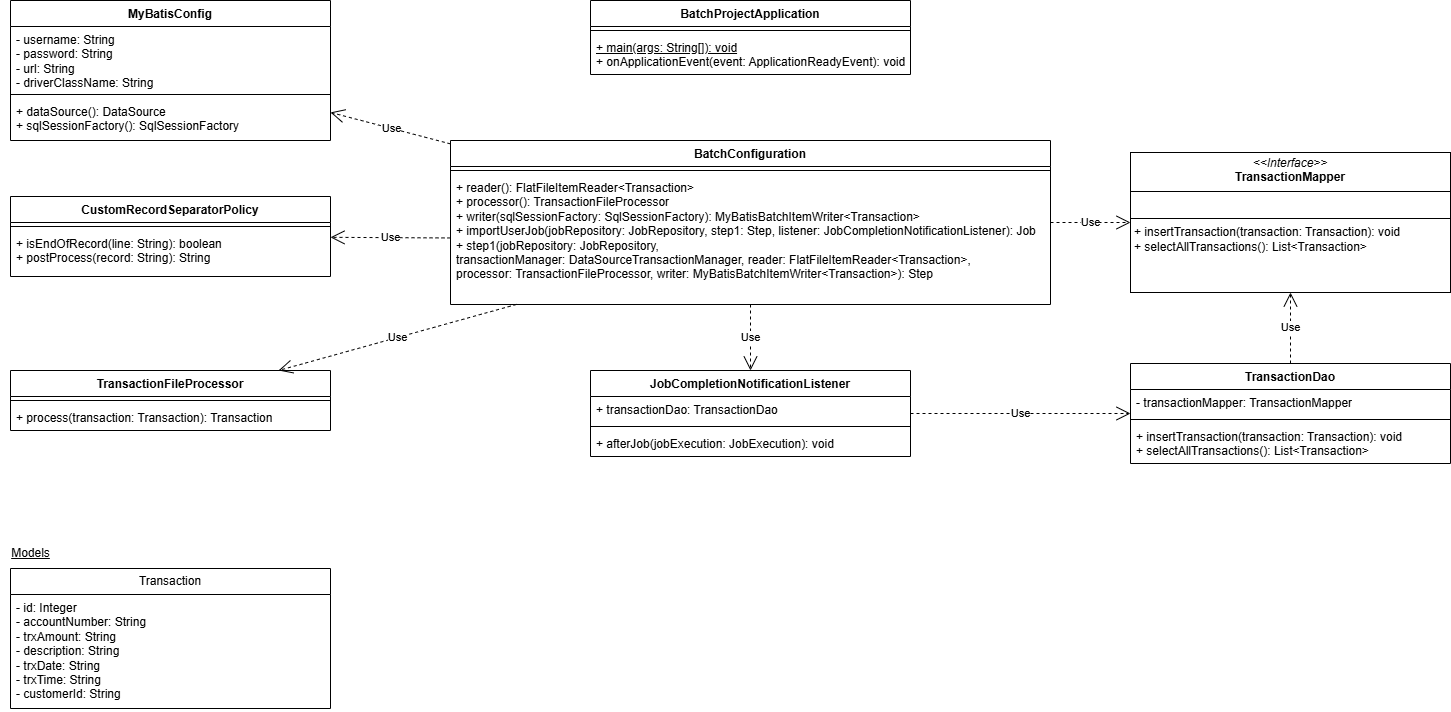 MyBatisConfig
- username: String
- password: String
- url: String
- driverClassName: String
+ dataSource(): DataSource
+ sqlSessionFactory(): SqlSessionFactory
BatchProjectApplication
+ main(args: String[]): void
+ onApplicationEvent(event: ApplicationReadyEvent): void
Use
BatchConfiguration
+ reader(): FlatFileItemReader<Transaction>
+ processor(): TransactionFileProcessor
+ writer(sqlSessionFactory: SqlSessionFactory): MyBatisBatchItemWriter<Transaction>
+ importUserJob(jobRepository: JobRepository, step1: Step, listener: JobCompletionNotificationListener): Job
+ step1(jobRepository: JobRepository,
transactionManager: DataSourceTransactionManager, reader: FlatFileItemReader<Transaction>,
processor: TransactionFileProcessor, writer: MyBatisBatchItemWriter<Transaction>): Step
<<Interface>>
TransactionMapper
+ insertTransaction(transaction: Transaction): void
+ selectAllTransactions(): List<Transaction>
Use
CustomRecordSeparatorPolicy
+ isEndOfRecord(line: String): boolean
+ postProcess(record: String): String
Use
Use
Use
Use
TransactionFileProcessor
+ process(transaction: Transaction): Transaction
JobCompletionNotificationListener
+ transactionDao: TransactionDao
+ afterJob(jobExecution: JobExecution): void
Use
TransactionDao
- transactionMapper: TransactionMapper
+ insertTransaction(transaction: Transaction): void
+ selectAllTransactions(): List<Transaction>
Models
Transaction
- id: Integer
- accountNumber: String
- trxAmount: String
- description: String
- trxDate: String
- trxTime: String
- customerId: String